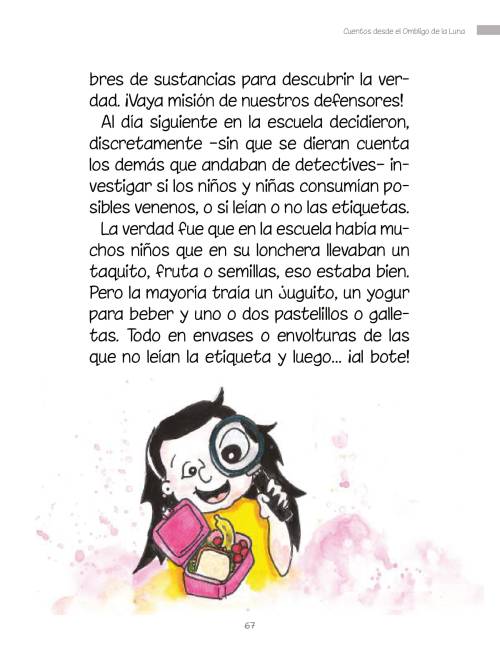 Cuentos desde el Ombligo de la Luna
bres de sustancias para descubrir la ver-
dad. ¡Vaya misión de nuestros defensores!
Al día siguiente en la escuela decidieron,
discretamente -sin que se dieran cuenta
los demás que andaban de detectives- in-
vestigar si los niños y niñas consumían po-
sibles venenos, o si leían o no las etiquetas.
La verdad fue que en la escuela había mu-
chos niños que en su lonchera llevaban un
taquito, fruta o semillas, eso estaba bien.
Pero la mayoría traía un juguito, un yogur
para beber y uno o dos pastelillos o galle-
tas. Todo en envases o envolturas de las
que no leían la etiqueta y luego... ¡al bote!
67